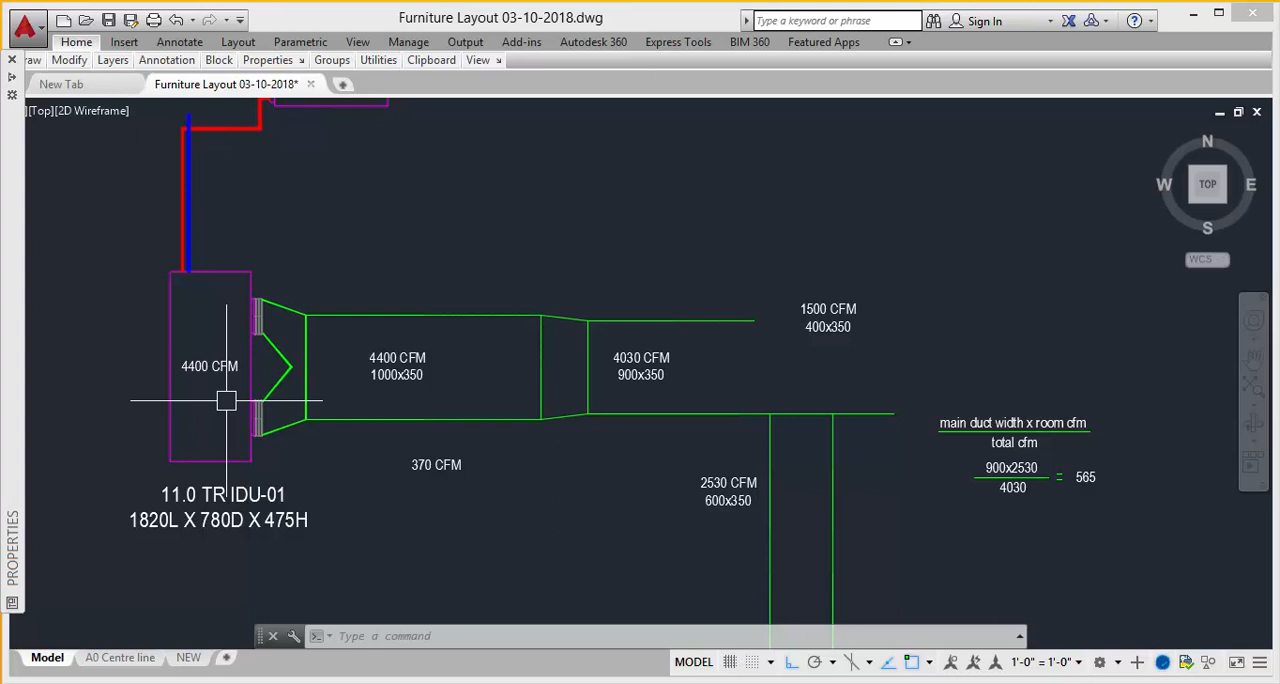 Furniture Layout 03-10-2018.dwg
Type a keyword or phrase
Sign In
Home Insert Annotate Layout Parametric View Manage Output Add-ins Autodesk 360 Express Tools BIM 360 Featured Apps
raw Modify Layers Annotation Block Properties Groups Utilities Clipboard View
New Tab Furniture Layout 03-10-2018*
][Top][2D Wireframe]
N
W TOP E
S
WCS
1500 CFM
400x350
4400 CFM
4400 CFM
1000x350
4030 CFM
900x350
main duct width x room cfm
total cfm
900x2530
4030
= 565
370 CFM
2530 CFM
600x350
11.0 TR IDU-01
1820L X 780D X 475H
PROPERTIES
Type a command
Model A0 Centre line NEW
MODEL 1'-0" = 1'-0"